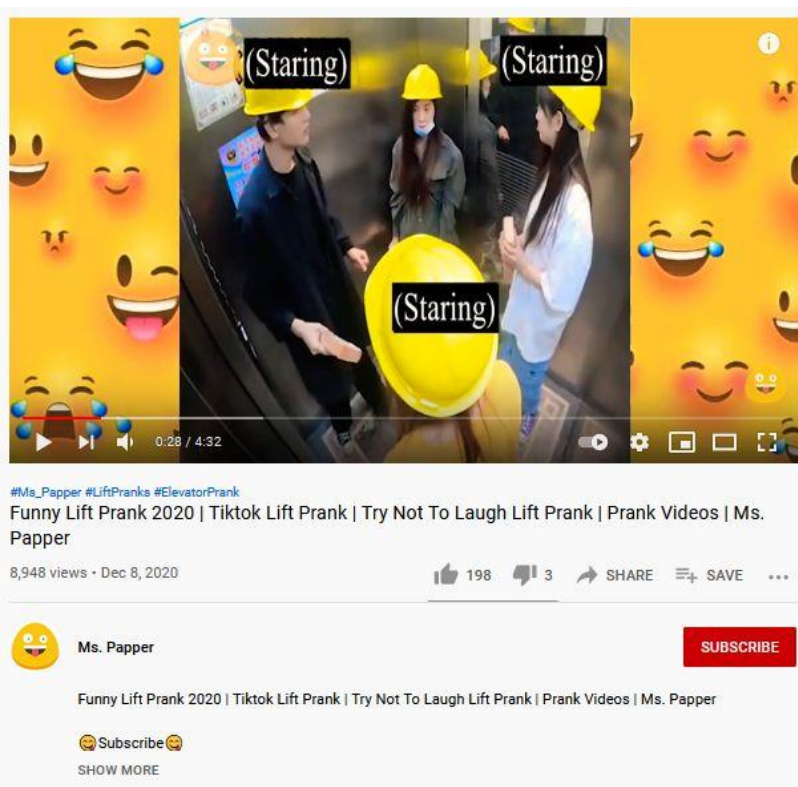 (Staring)
(Staring)
(Staring)
0:28 / 4:32
#Ms_Papper #LiftPranks #ElevatorPrank
Funny Lift Prank 2020 | Tiktok Lift Prank | Try Not To Laugh Lift Prank | Prank Videos | Ms.
Papper
8,948 views • Dec 8, 2020
198
3
SHARE
SAVE
Ms. Papper
SUBSCRIBE
Funny Lift Prank 2020 | Tiktok Lift Prank | Try Not To Laugh Lift Prank | Prank Videos | Ms. Papper
😋Subscribe😋
SHOW MORE